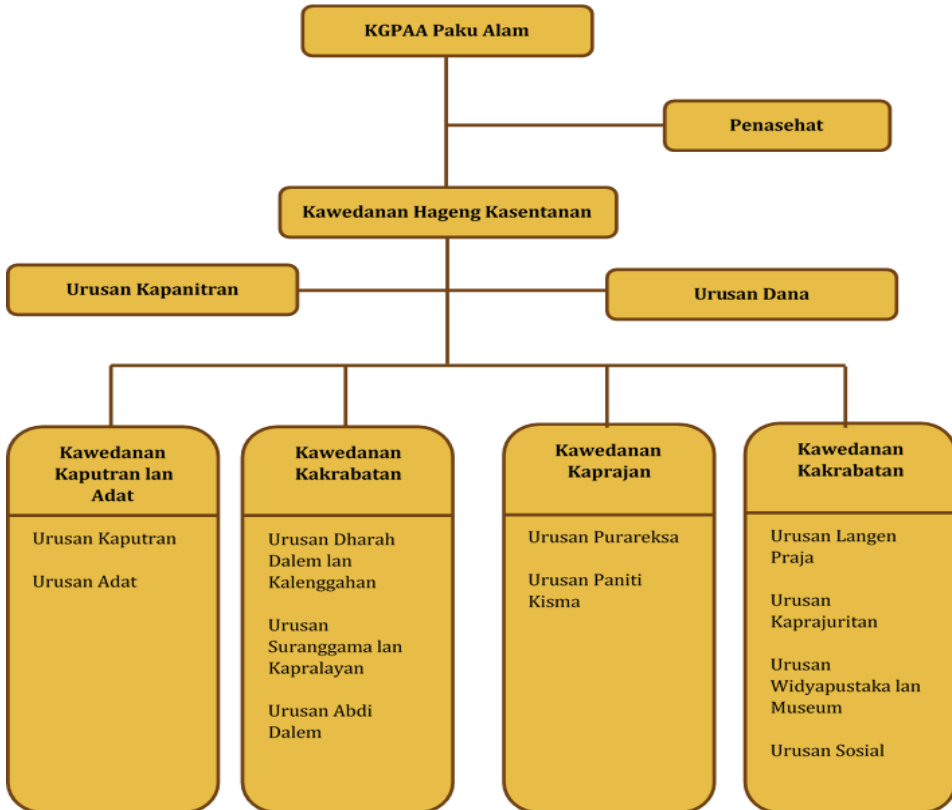 KGPAA Paku Alam
Penasehat
Kawedanan Hageng Kasentanan
Urusan Kapanitran
Urusan Dana
Kawedanan
Kaputran lan
Adat
Urusan Kaputran
Urusan Adat
Kawedanan
Kakrabatan
Urusan Dharah
Dalem lan
Kalenggahan
Urusan
Suranggama lan
Kapralayan
Urusan Abdi
Dalem
Kawedanan
Kaprajan
Urusan Purareksa
Urusan Paniti
Kisma
Kawedanan
Kakrabatan
Urusan Langen
Praja
Urusan
Kaprajuritan
Urusan
Widyapustaka lan
Museum
Urusan Sosial